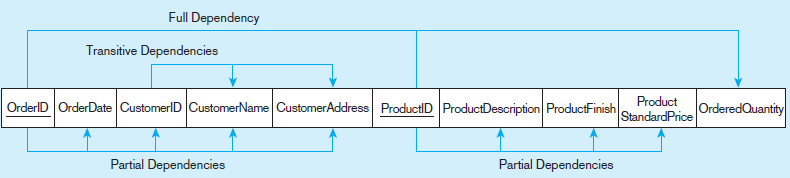 Full Dependency
Transitive Dependencies
OrderID OrderDate CustomerID CustomerName CustomerAddress ProductID ProductDescription ProductFinish Product StandardPrice OrderedQuantity
Partial Dependencies Partial Dependencies